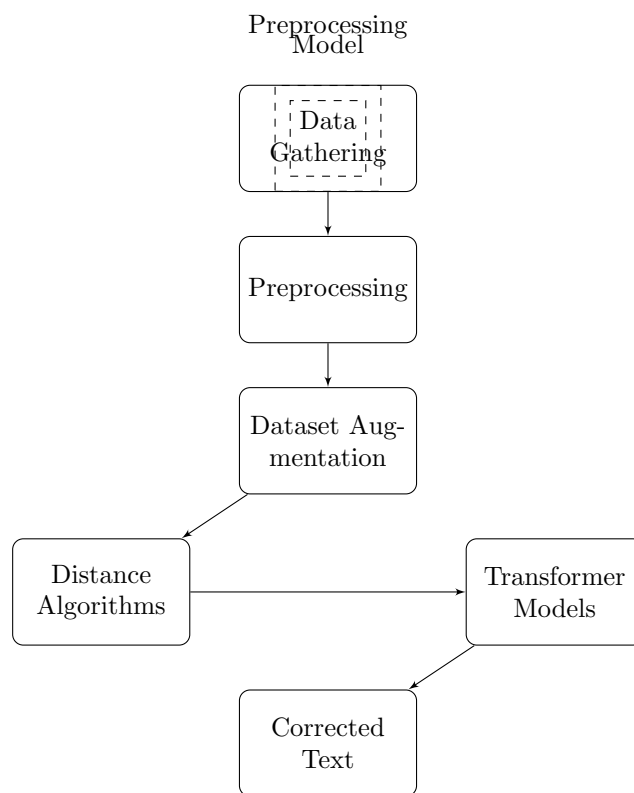 Preprocessing
Model
Data
Gathering
Preprocessing
Dataset Aug-
mentation
Distance
Algorithms
Transformer
Models
Corrected
Text